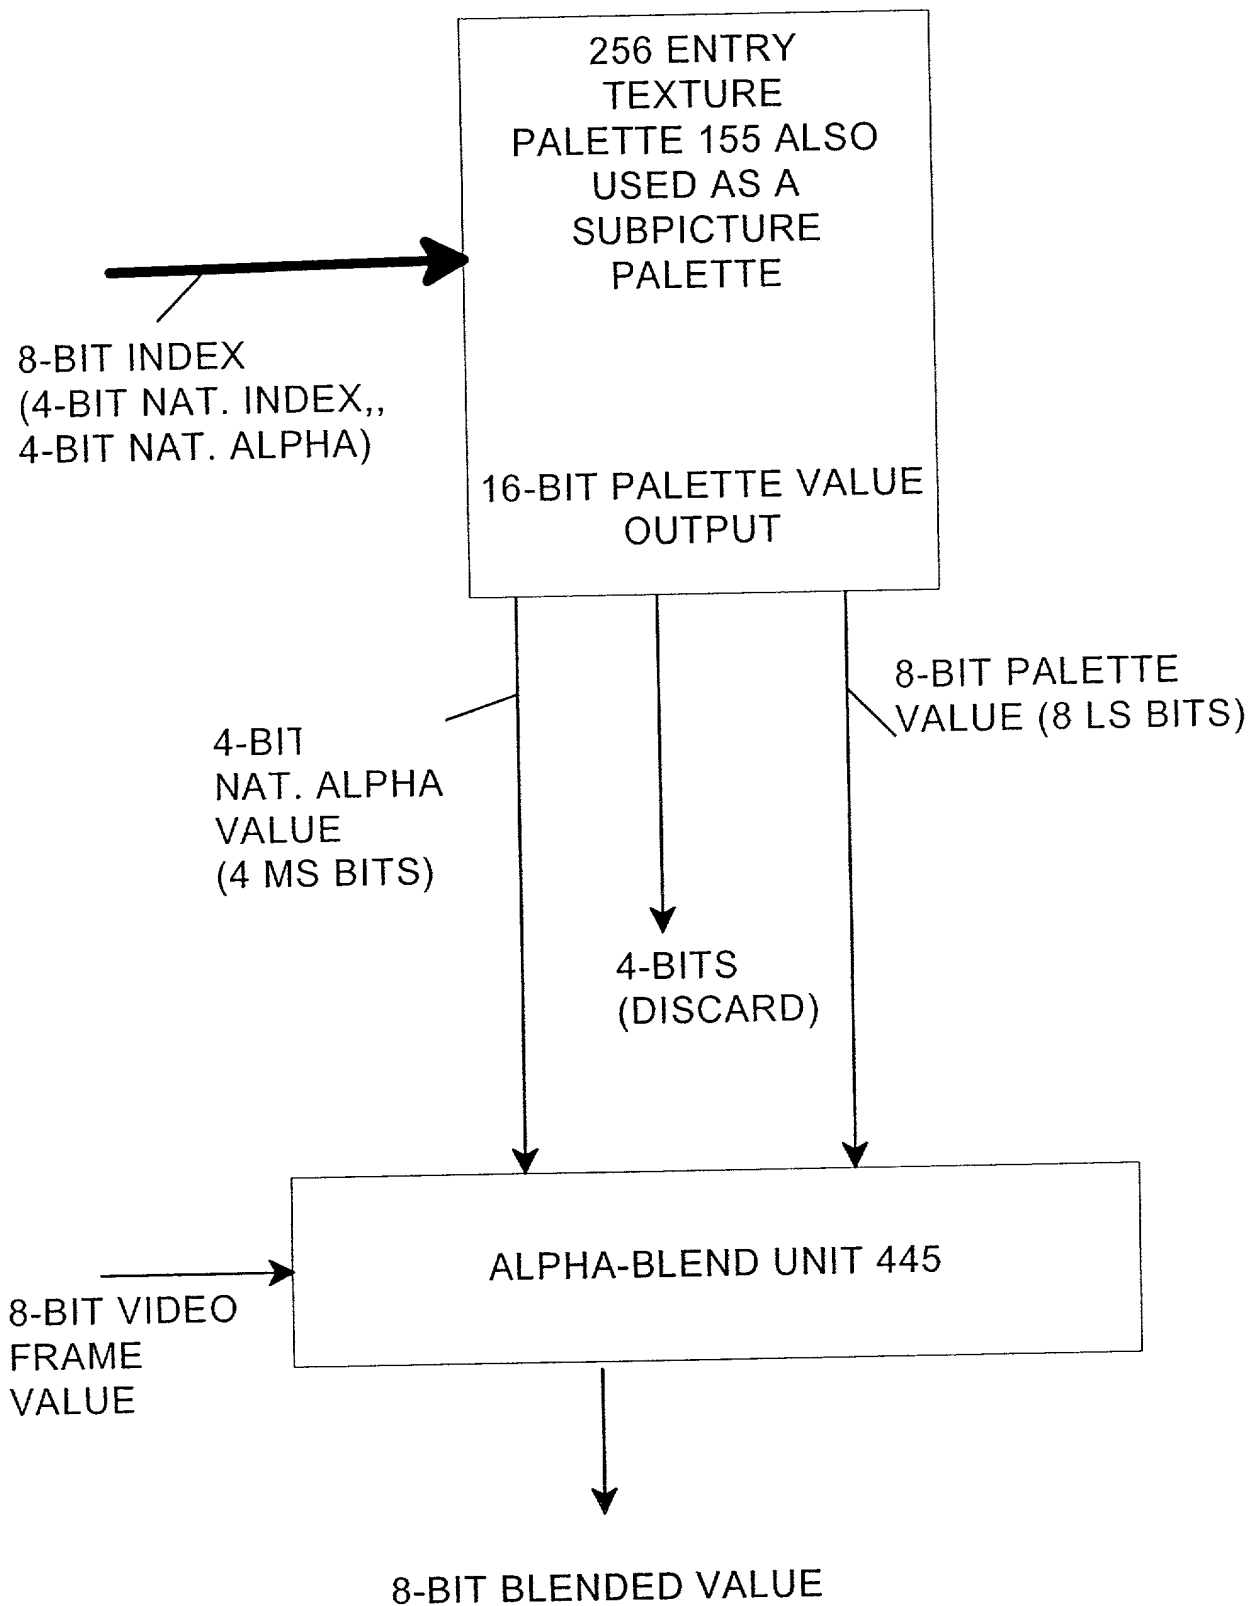 256 ENTRY
TEXTURE
PALETTE 155 ALSO
USED AS A
SUBPICTURE
PALETTE
8-BIT INDEX
(4-BIT NAT. INDEX,,
4-BIT NAT. ALPHA)
16-BIT PALETTE VALUE
OUTPUT
8-BIT PALETTE
VALUE (8 LS BITS)
4-BIT
NAT. ALPHA
VALUE
(4 MS BITS)
4-BITS
(DISCARD)
ALPHA-BLEND UNIT 445
8-BIT VIDEO
FRAME
VALUE
8-BIT BLENDED VALUE